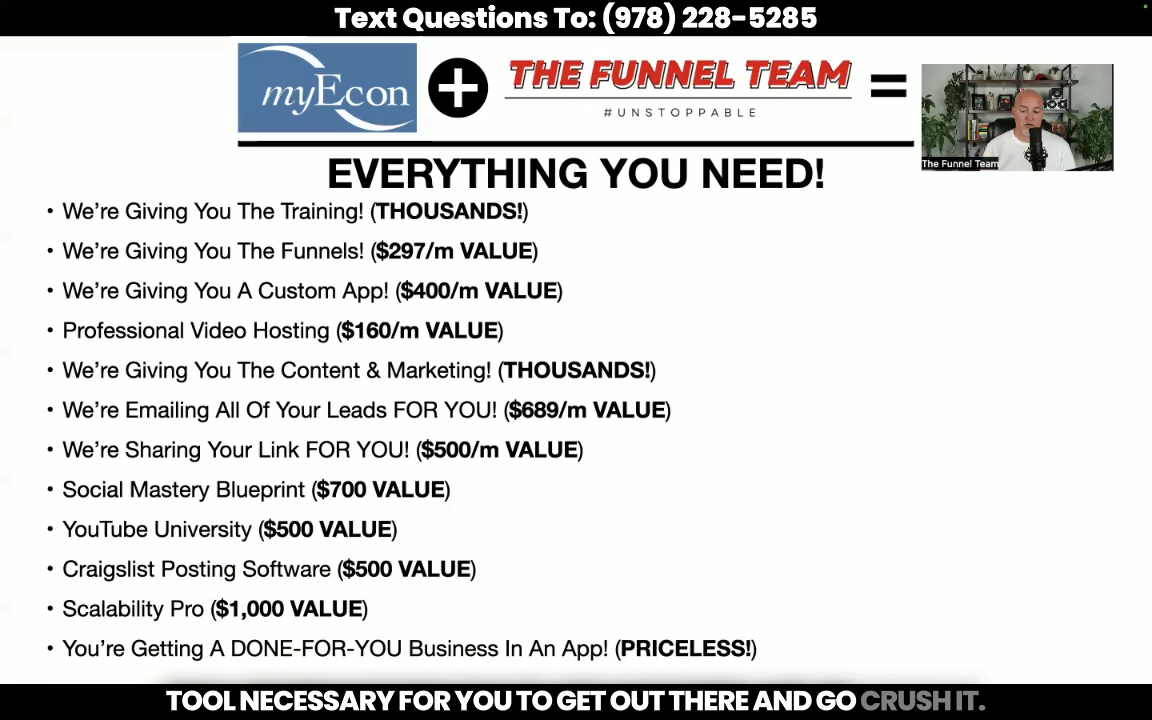 Text Questions To: (978) 228-5285
myEcon
THE FUNNEL TEAM
=
#UNSTOPPABLE
The Funnel Team
EVERYTHING YOU NEED!
• We're Giving You The Training! (THOUSANDS!)
• We're Giving You The Funnels! ($297/m VALUE)
• We're Giving You A Custom App! ($400/m VALUE)
• Professional Video Hosting ($160/m VALUE)
• We're Giving You The Content & Marketing! (THOUSANDS!)
• We're Emailing All Of Your Leads FOR YOU! ($689/m VALUE)
• We're Sharing Your Link FOR YOU! ($500/m VALUE)
• Social Mastery Blueprint ($700 VALUE)
• YouTube University ($500 VALUE)
• Craigslist Posting Software ($500 VALUE)
• Scalability Pro ($1,000 VALUE)
• You're Getting A DONE-FOR-YOU Business In An App! (PRICELESS!)
TOOL NECESSARY FOR YOU TO GET OUT THERE AND GO CRUSH IT.